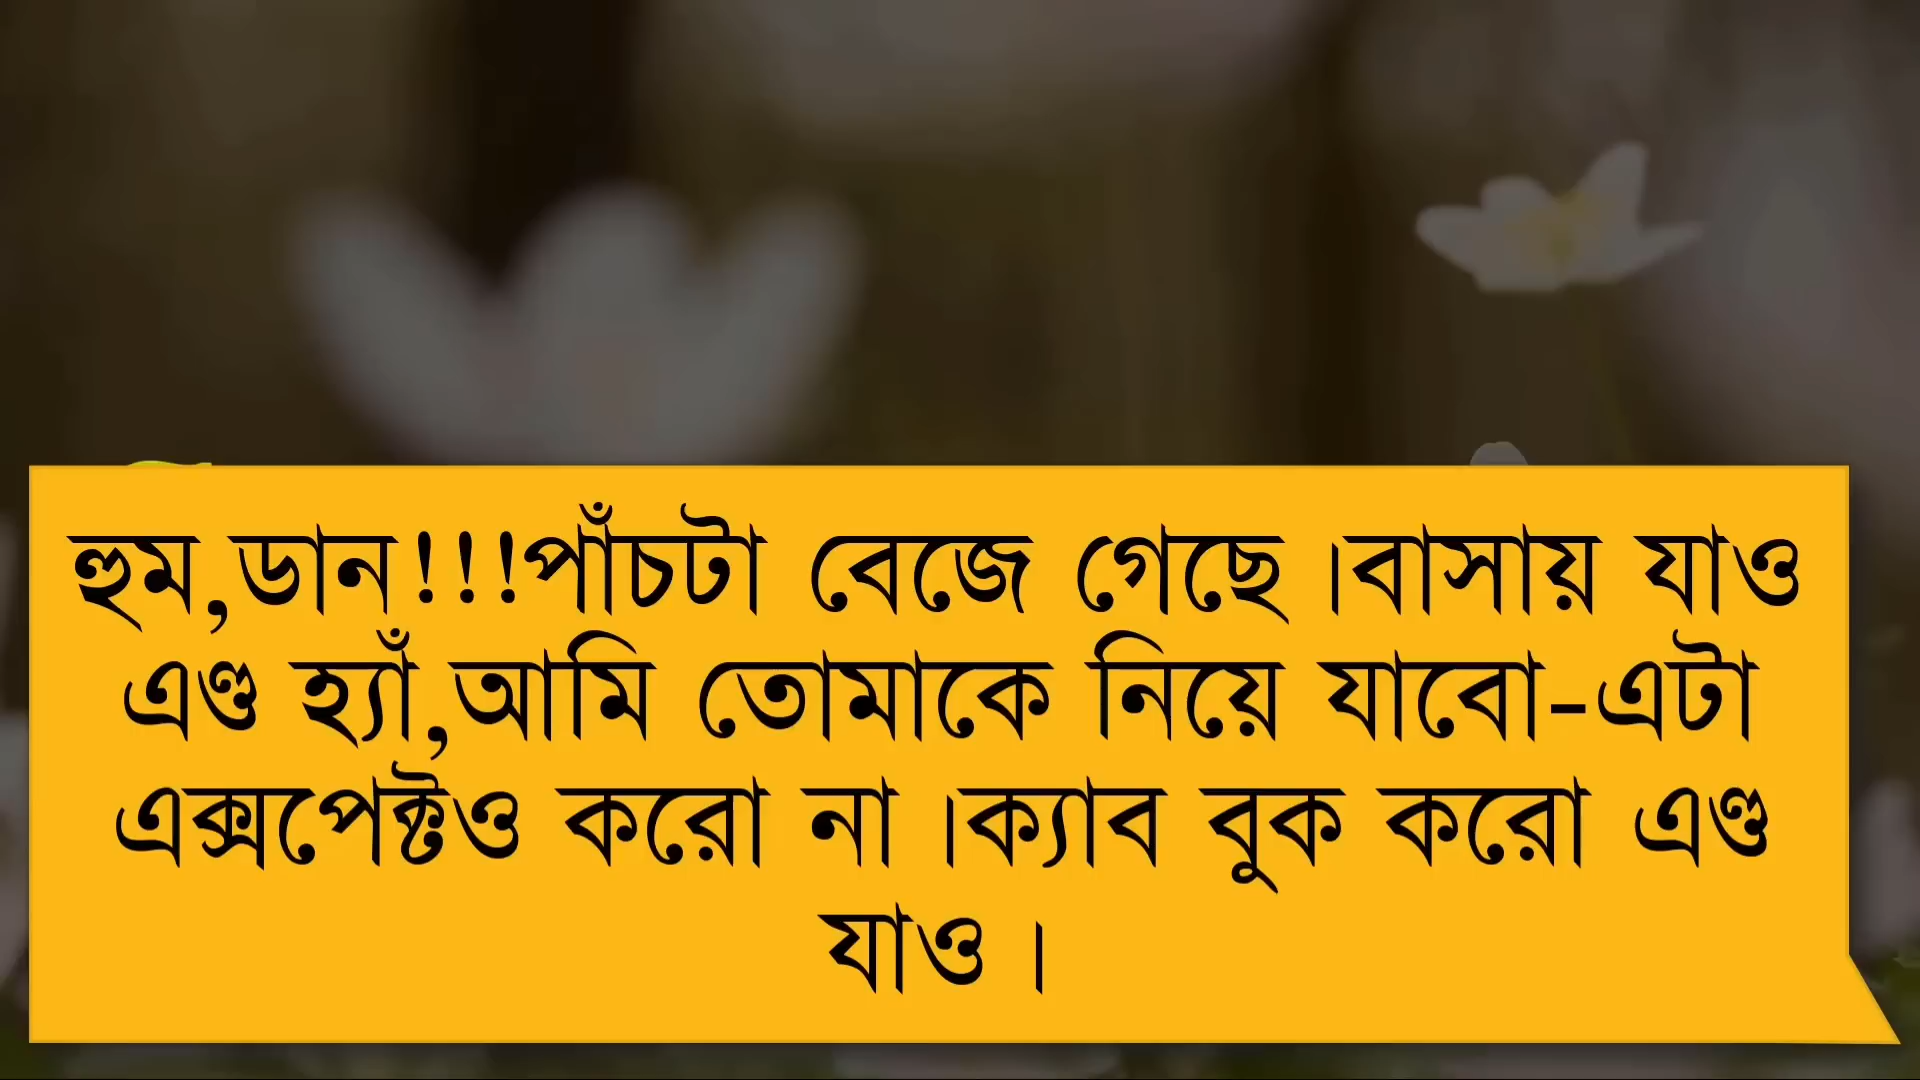 হুম,ডান!!!পাঁচটা বেজে গেছে।বাসায় যাও
এণ্ড হ্যাঁ,আমি তোমাকে নিয়ে যাবো-এটা
এক্সপেক্টও করো না।ক্যাব বুক করো এণ্ড
যাও।